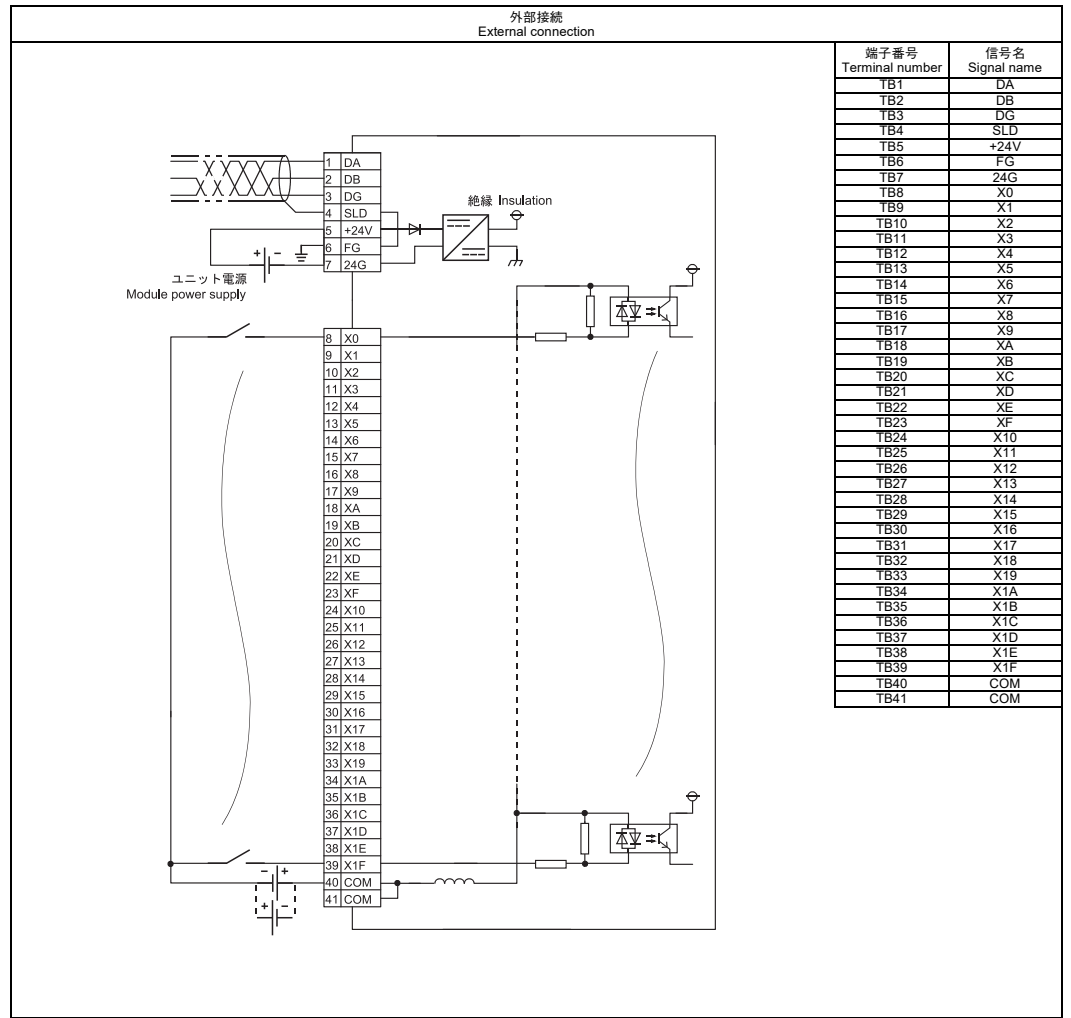 外部接続
External connection
端子番号 信号名
Terminal number Signal name
TB1 DA
TB2 DB
TB3 DG
TB4 SLD
TB5 +24V
TB6 FG
TB7 24G
TB8 X0
TB9 X1
TB10 X2
TB11 X3
TB12 X4
TB13 X5
TB14 X6
TB15 X7
TB16 X8
TB17 X9
TB18 XA
TB19 XB
TB20 XC
TB21 XD
TB22 XE
TB23 XF
TB24 X10
TB25 X11
TB26 X12
TB27 X13
TB28 X14
TB29 X15
TB30 X16
TB31 X17
TB32 X18
TB33 X19
TB34 X1A
TB35 X1B
TB36 X1C
TB37 X1D
TB38 X1E
TB39 X1F
TB40 COM
TB41 COM
1 DA
2 DB
3 DG
4 SLD
5 +24V
6 FG
7 24G
絶縁 Insulation
+ -
ユニット電源
Module power supply
8 X0
9 X1
10 X2
11 X3
12 X4
13 X5
14 X6
15 X7
16 X8
17 X9
18 XA
19 XB
20 XC
21 XD
22 XE
23 XF
24 X10
25 X11
26 X12
27 X13
28 X14
29 X15
30 X16
31 X17
32 X18
33 X19
34 X1A
35 X1B
36 X1C
37 X1D
38 X1E
39 X1F
40 COM
41 COM
- +
+ -